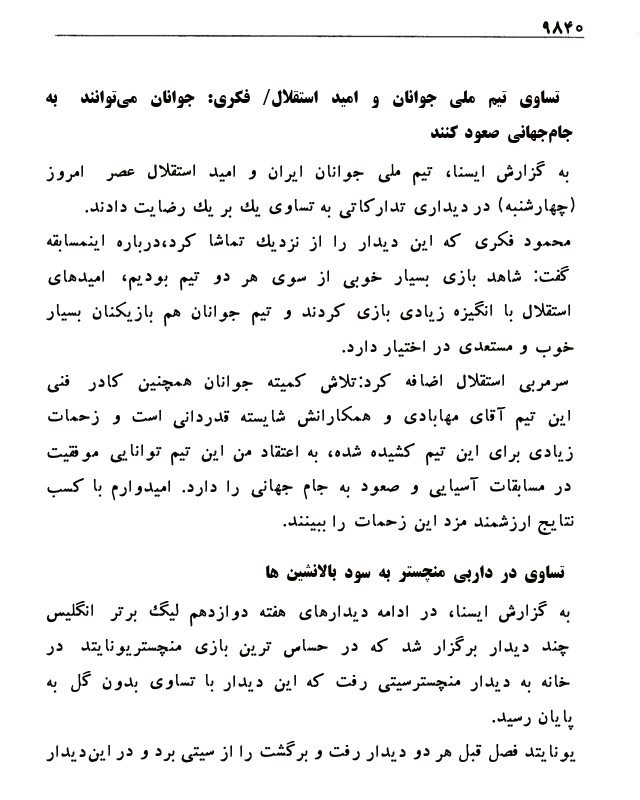 ۹۸۴۰
تساوی تیم ملی جوانان و امید استقلال/ فکری: جوانان می‌توانند به
جام‌جهانی صعود کنند
به گزارش ایسنا، تیم ملی جوانان ایران و امید استقلال عصر امروز
(چهارشنبه) در دیداری تدارکاتی به تساوی یك بر یك رضایت دادند.
محمود فکری که این دیدار را از نزدیك تماشا کرد،درباره اینمسابقه
گفت: شاهد بازی بسیار خوبی از سوی هر دو تیم بودیم، امیدهای
استقلال با انگیزه زیادی بازی کردند و تیم جوانان هم بازیکنان بسیار
خوب و مستعدی در اختیار دارد.
سرمربی استقلال اضافه کرد:تلاش کمیته جوانان همچنین کادر فنی
این تیم آقای مهابادی و همکارانش شایسته قدردانی است و زحمات
زیادی برای این تیم کشیده شده، به اعتقاد من این تیم توانایی موفقیت
در مسابقات آسیایی و صعود به جام جهانی را دارد. امیدوارم با کسب
نتایج ارزشمند مزد این زحمات را ببینند.
تساوی در داربی منچستر به سود بالانشین ها
به گزارش ایسنا، در ادامه دیدارهای هفته دوازدهم لیگ برتر انگلیس
چند دیدار برگزار شد که در حساس ترین بازی منچستریونایتد در
خانه به دیدار منچسترسیتی رفت که این دیدار با تساوی بدون گل به
پایان رسید.
یونایتد فصل قبل هر دو دیدار رفت و برگشت را از سیتی برد و در این‌دیدار